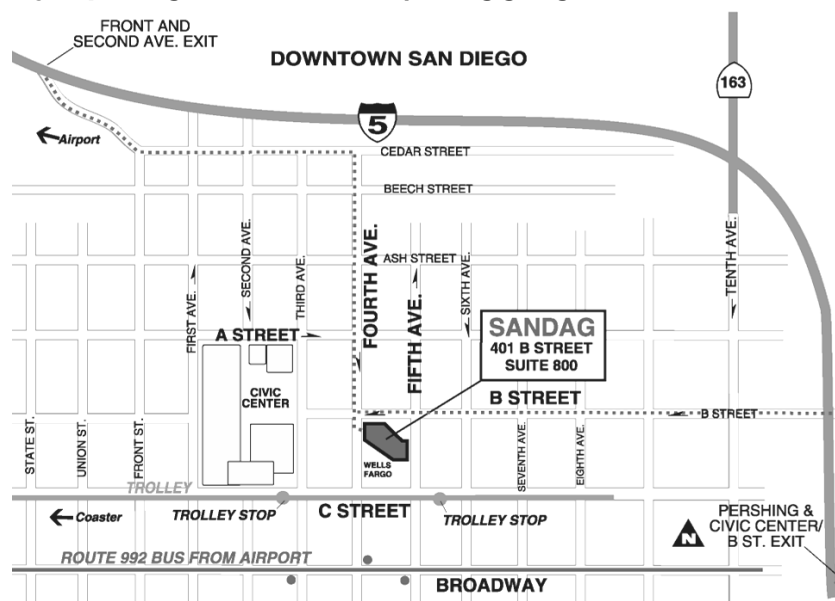 FRONT AND
SECOND AVE. EXIT
DOWNTOWN SAN DIEGO
163
5
Airport
CEDAR STREET
BEECH STREET
ASH STREET
FIRST AVE.
SECOND AVE.
THIRD AVE.
FOURTH AVE.
FIFTH AVE.
SIXTH AVE.
TENTH AVE.
A STREET
SANDAG
401 B STREET
SUITE 800
CIVIC
CENTER
B STREET
B STREET
STATE ST.
UNION ST.
FRONT ST.
WELLS
FARGO
SEVENTH AVE.
EIGHTH AVE.
TROLLEY
Coaster
TROLLEY STOP
C STREET
TROLLEY STOP
PERSHING &
CIVIC CENTER/
B ST. EXIT
N
ROUTE 992 BUS FROM AIRPORT
BROADWAY